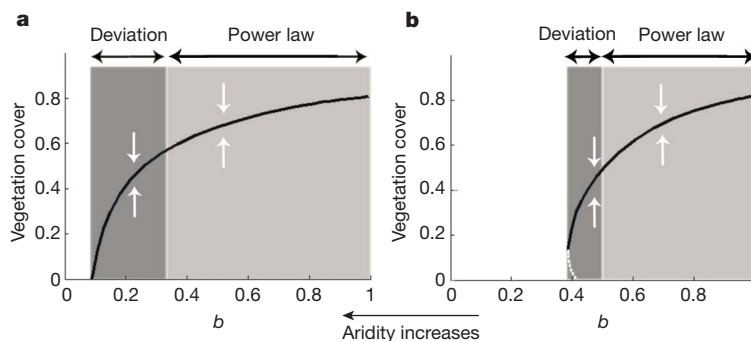 a
Deviation Power law
Vegetation cover
0.8
0.6
0.4
0.2
0
0 0.2 0.4 0.6 0.8 1
b
b
Deviation
Power law
Vegetation cover
0.8
0.6
0.4
0.2
0
0 0.2 0.4 0.6 0.8
b
Aridity increases